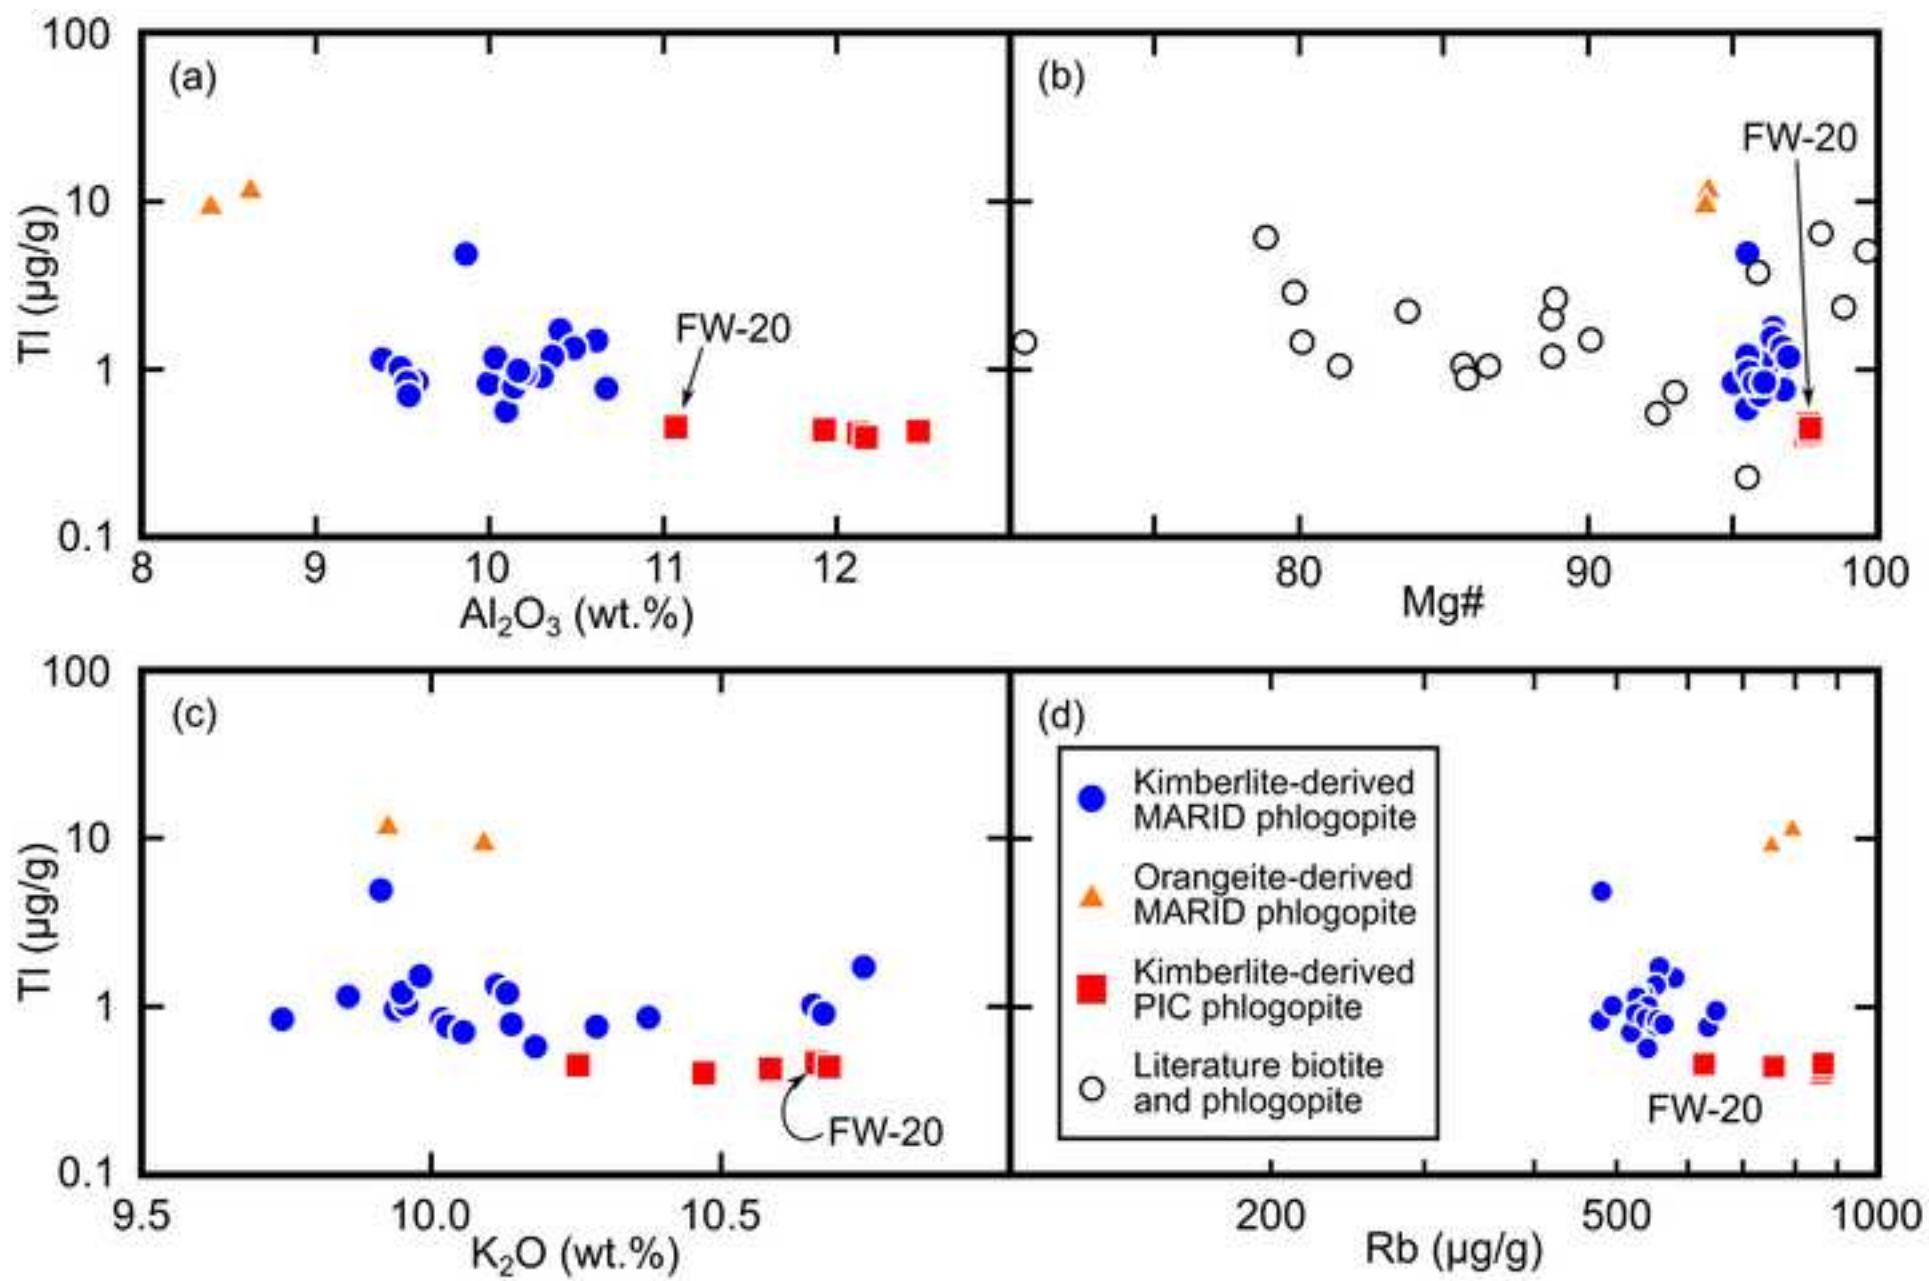 100
10
1
0.1
Tl (µg/g)
(a)
FW-20
8
9
10
11
12
Al₂O₃ (wt.%)
(b)
FW-20
80
90
100
Mg#
100
10
1
0.1
Tl (µg/g)
(c)
FW-20
9.5
10.0
10.5
K₂O (wt.%)
(d)
Kimberlite-derived
MARID phlogopite
Orangeite-derived
MARID phlogopite
Kimberlite-derived
PIC phlogopite
Literature biotite
and phlogopite
FW-20
200
500
1000
Rb (µg/g)